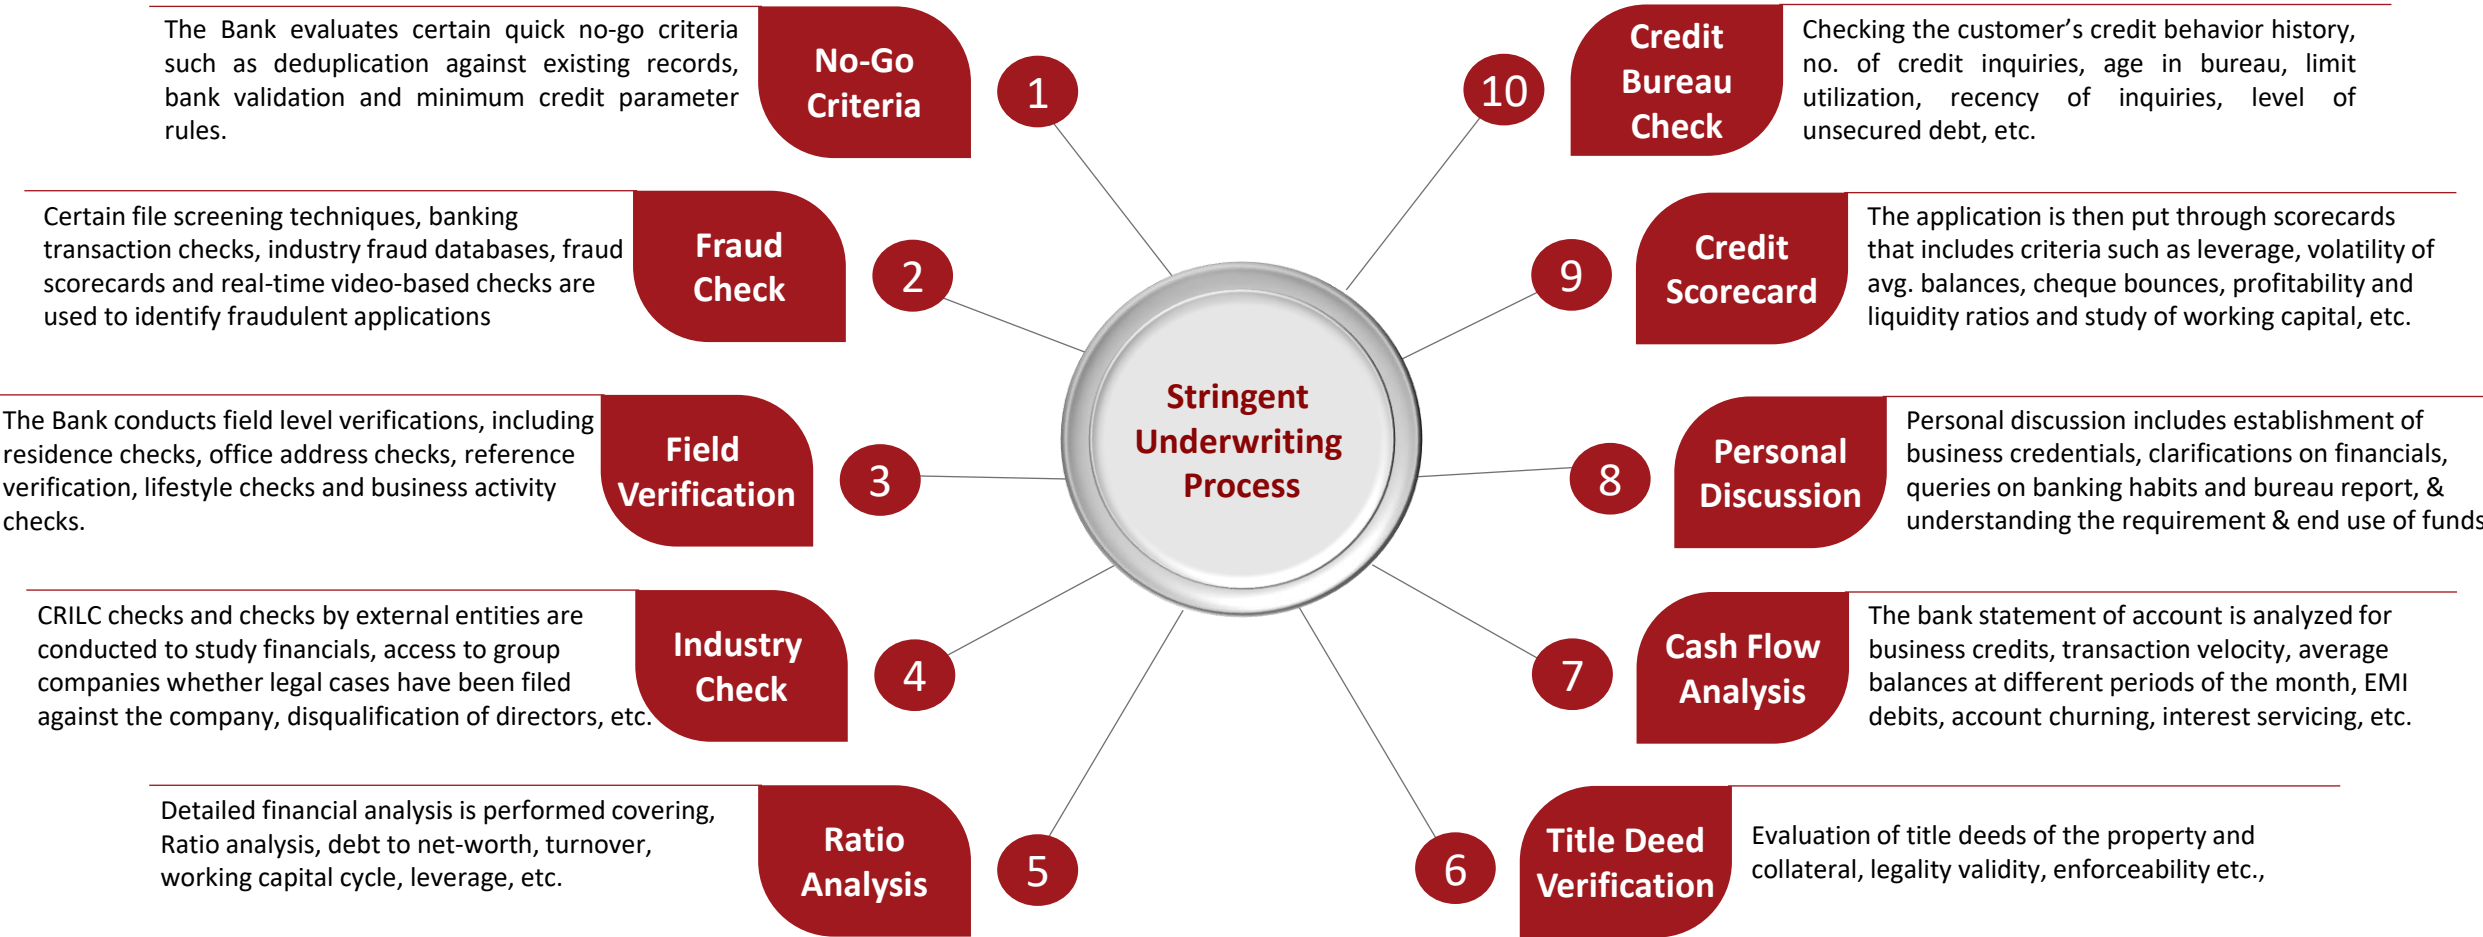 The Bank evaluates certain quick no-go criteria
such as deduplication against existing records,
bank validation and minimum credit parameter
rules.
No-Go
Criteria
1
Certain file screening techniques, banking
transaction checks, industry fraud databases, fraud
scorecards and real-time video-based checks are
used to identify fraudulent applications
Fraud
Check
2
The Bank conducts field level verifications, including
residence checks, office address checks, reference
verification, lifestyle checks and business activity
checks.
Field
Verification
3
CRILC checks and checks by external entities are
conducted to study financials, access to group
companies whether legal cases have been filed
against the company, disqualification of directors, etc.
Industry
Check
4
Detailed financial analysis is performed covering,
Ratio analysis, debt to net-worth, turnover,
working capital cycle, leverage, etc.
Ratio
Analysis
5
Stringent
Underwriting
Process
10
Credit
Bureau
Check
Checking the customer’s credit behavior history,
no. of credit inquiries, age in bureau, limit
utilization, recency of inquiries, level of
unsecured debt, etc.
9
Credit
Scorecard
The application is then put through scorecards
that includes criteria such as leverage, volatility of
avg. balances, cheque bounces, profitability and
liquidity ratios and study of working capital, etc.
8
Personal
Discussion
Personal discussion includes establishment of
business credentials, clarifications on financials,
queries on banking habits and bureau report, &
understanding the requirement & end use of funds
7
Cash Flow
Analysis
The bank statement of account is analyzed for
business credits, transaction velocity, average
balances at different periods of the month, EMI
debits, account churning, interest servicing, etc.
6
Title Deed
Verification
Evaluation of title deeds of the property and
collateral, legality validity, enforceability etc.,